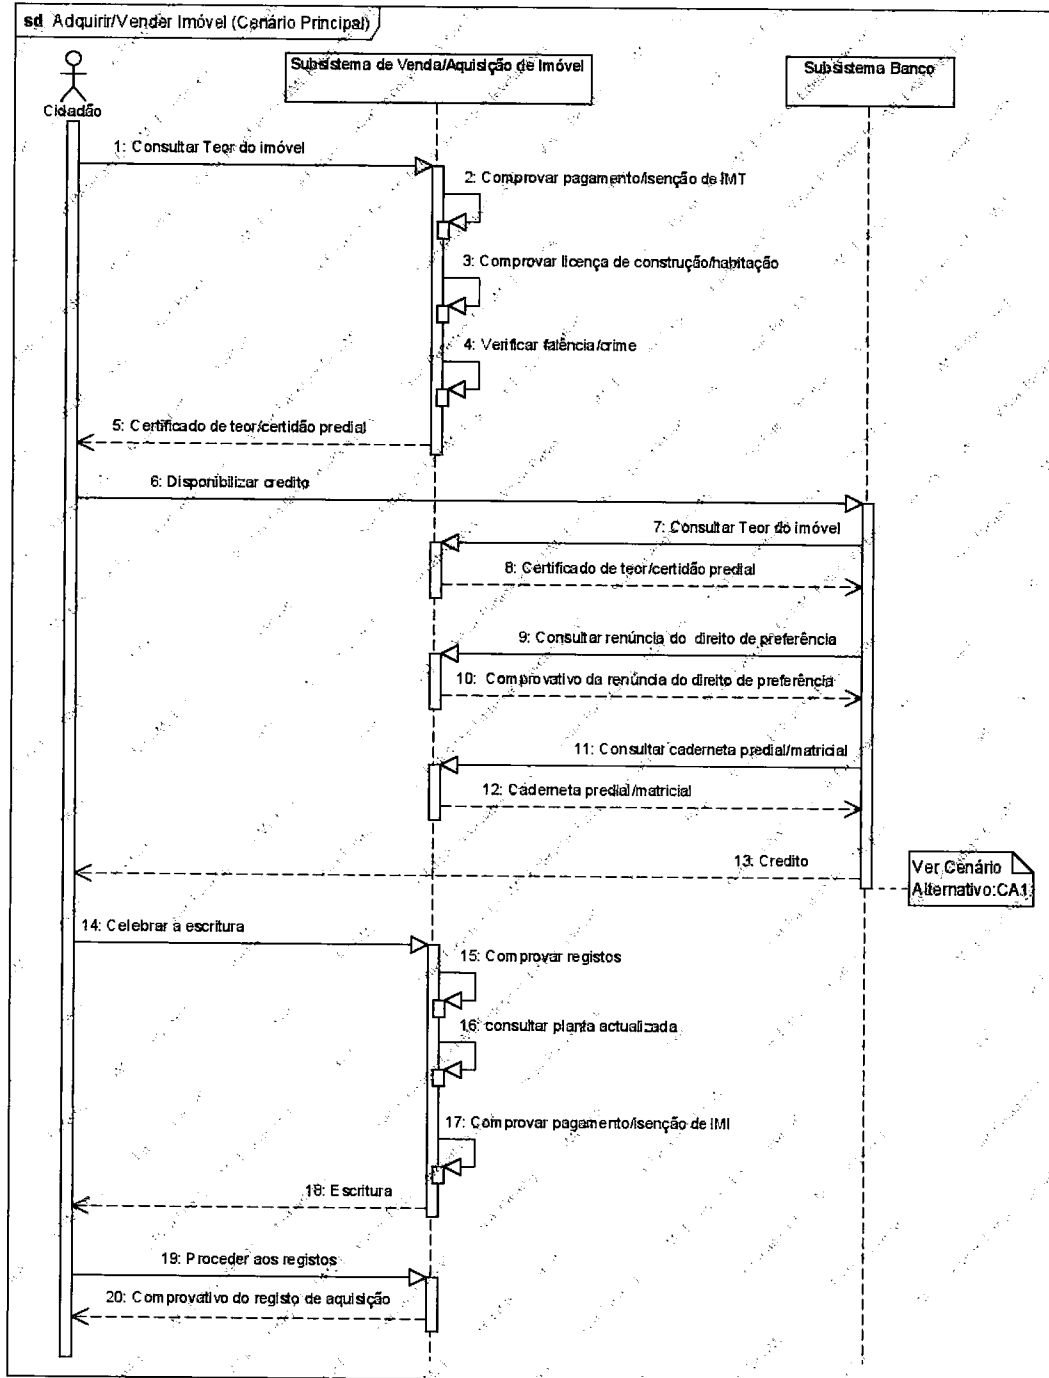 sd Adquirir/Vender Imóvel (Cenário Principal)
Cidadão
Subsistema de Venda/Aquisição de Imóvel
Subsistema Banco
1: Consultar Teor do imóvel
2: Comprovar pagamento/isenção de IMT
3: Comprovar licença de construção/habitação
4: Verificar falência/crime
5: Certificado de teor/certidão predial
6: Disponibilizar credito
7: Consultar Teor do imóvel
8: Certificado de teor/certidão predial
9: Consultar renúncia do direito de preferência
10: Comprovativo da renúncia do direito de preferência
11: Consultar caderneta predial/matricial
12: Caderneta predial/matricial
13: Credito
Ver Cenário
Alternativo:CA1
14: Celebrar a escritura
15: Comprovar registos
16: consultar planta actualizada
17: Comprovar pagamento/isenção de IMI
18: Escritura
19: Proceder aos registos
20: Comprovativo do registo de aquisição